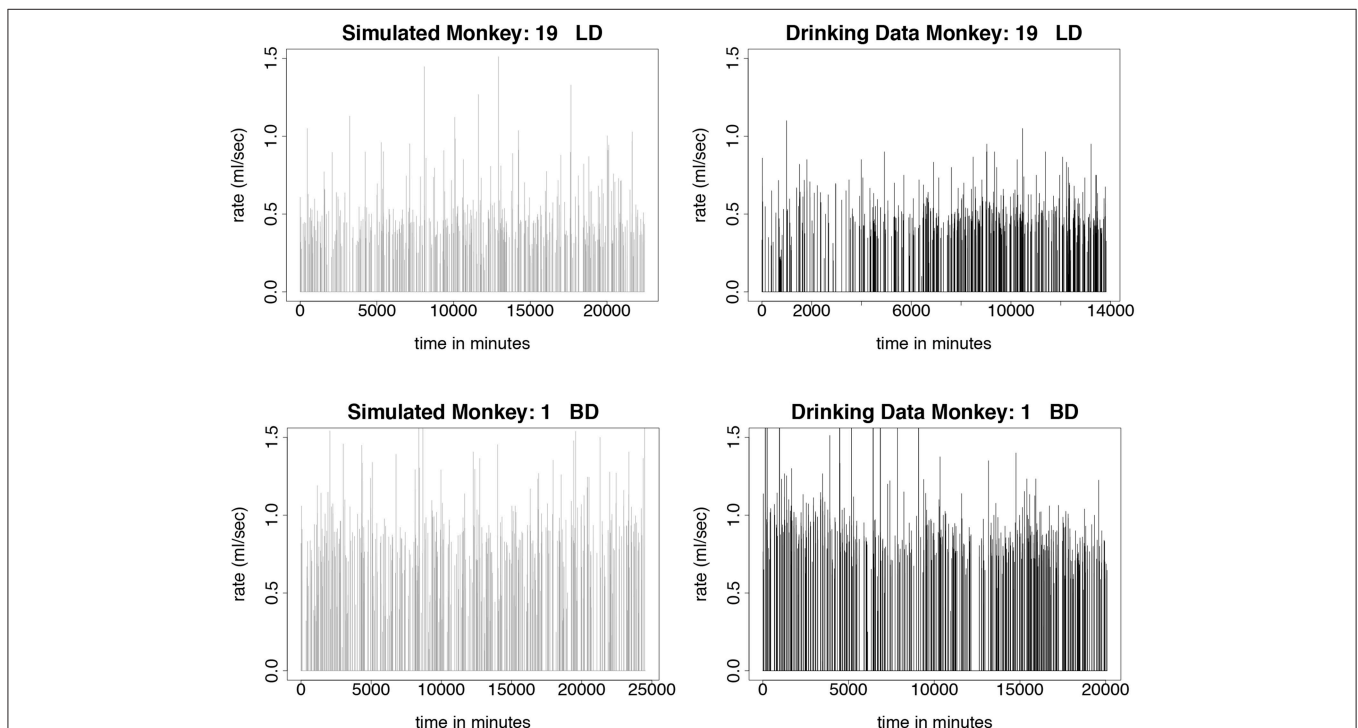 Simulated Monkey: 19 LD
rate (ml/sec)
0.0 0.5 1.0 1.5
0 5000 10000 15000 20000
time in minutes
Drinking Data Monkey: 19 LD
rate (ml/sec)
0.0 0.5 1.0 1.5
0 2000 6000 10000 14000
time in minutes
Simulated Monkey: 1 BD
rate (ml/sec)
0.0 0.5 1.0 1.5
0 5000 10000 15000 20000 25000
time in minutes
Drinking Data Monkey: 1 BD
rate (ml/sec)
0.0 0.5 1.0 1.5
0 5000 10000 15000 20000
time in minutes